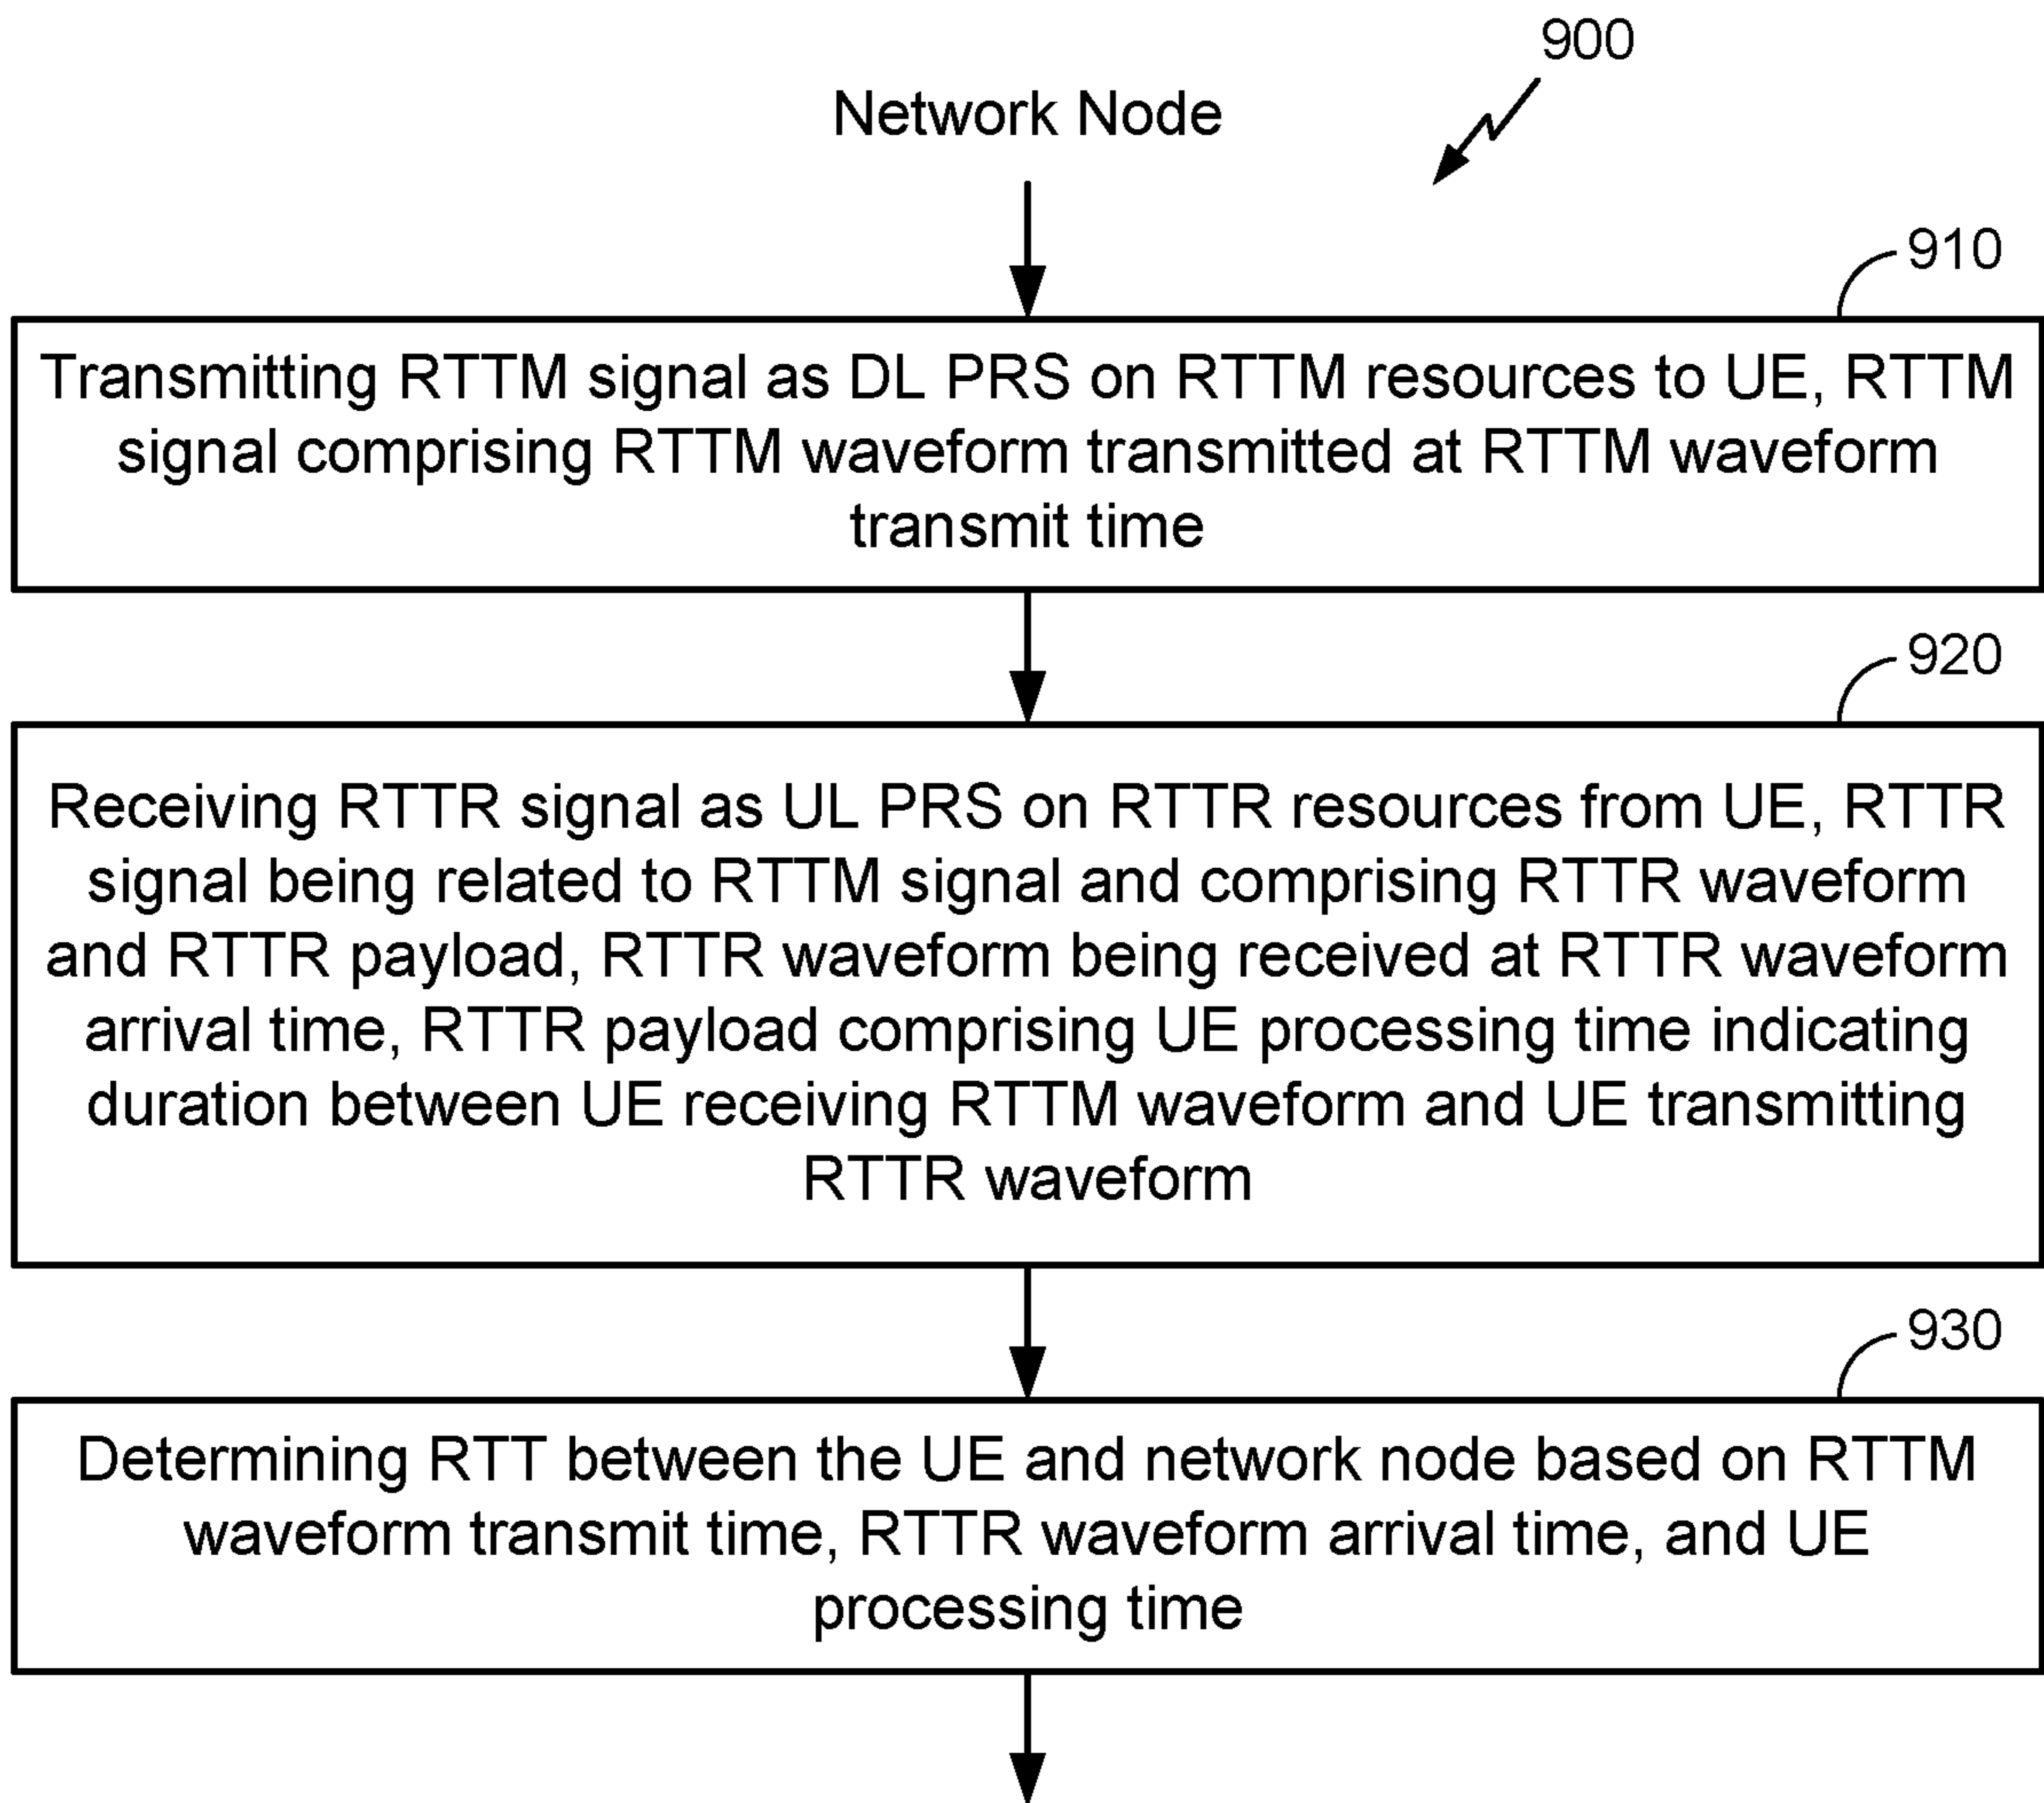 900
Network Node
910
Transmitting RTTM signal as DL PRS on RTTM resources to UE, RTTM
signal comprising RTTM waveform transmitted at RTTM waveform
transmit time
920
Receiving RTTR signal as UL PRS on RTTR resources from UE, RTTR
signal being related to RTTM signal and comprising RTTR waveform
and RTTR payload, RTTR waveform being received at RTTR waveform
arrival time, RTTR payload comprising UE processing time indicating
duration between UE receiving RTTM waveform and UE transmitting
RTTR waveform
930
Determining RTT between the UE and network node based on RTTM
waveform transmit time, RTTR waveform arrival time, and UE
processing time